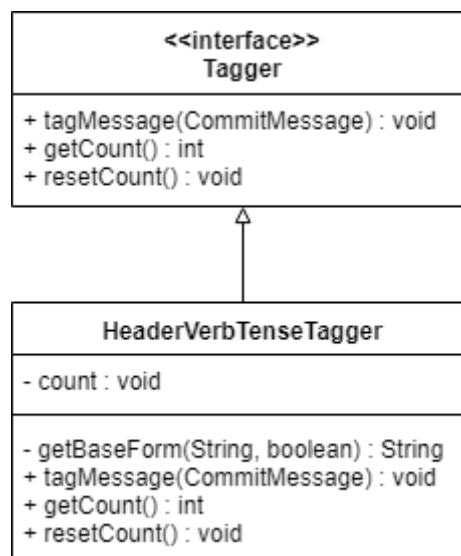 <<interface>>
Tagger
+ tagMessage(CommitMessage) : void
+ getCount() : int
+ resetCount() : void
HeaderVerbTenseTagger
- count : void
- getBaseForm(String, boolean) : String
+ tagMessage(CommitMessage) : void
+ getCount() : int
+ resetCount() : void